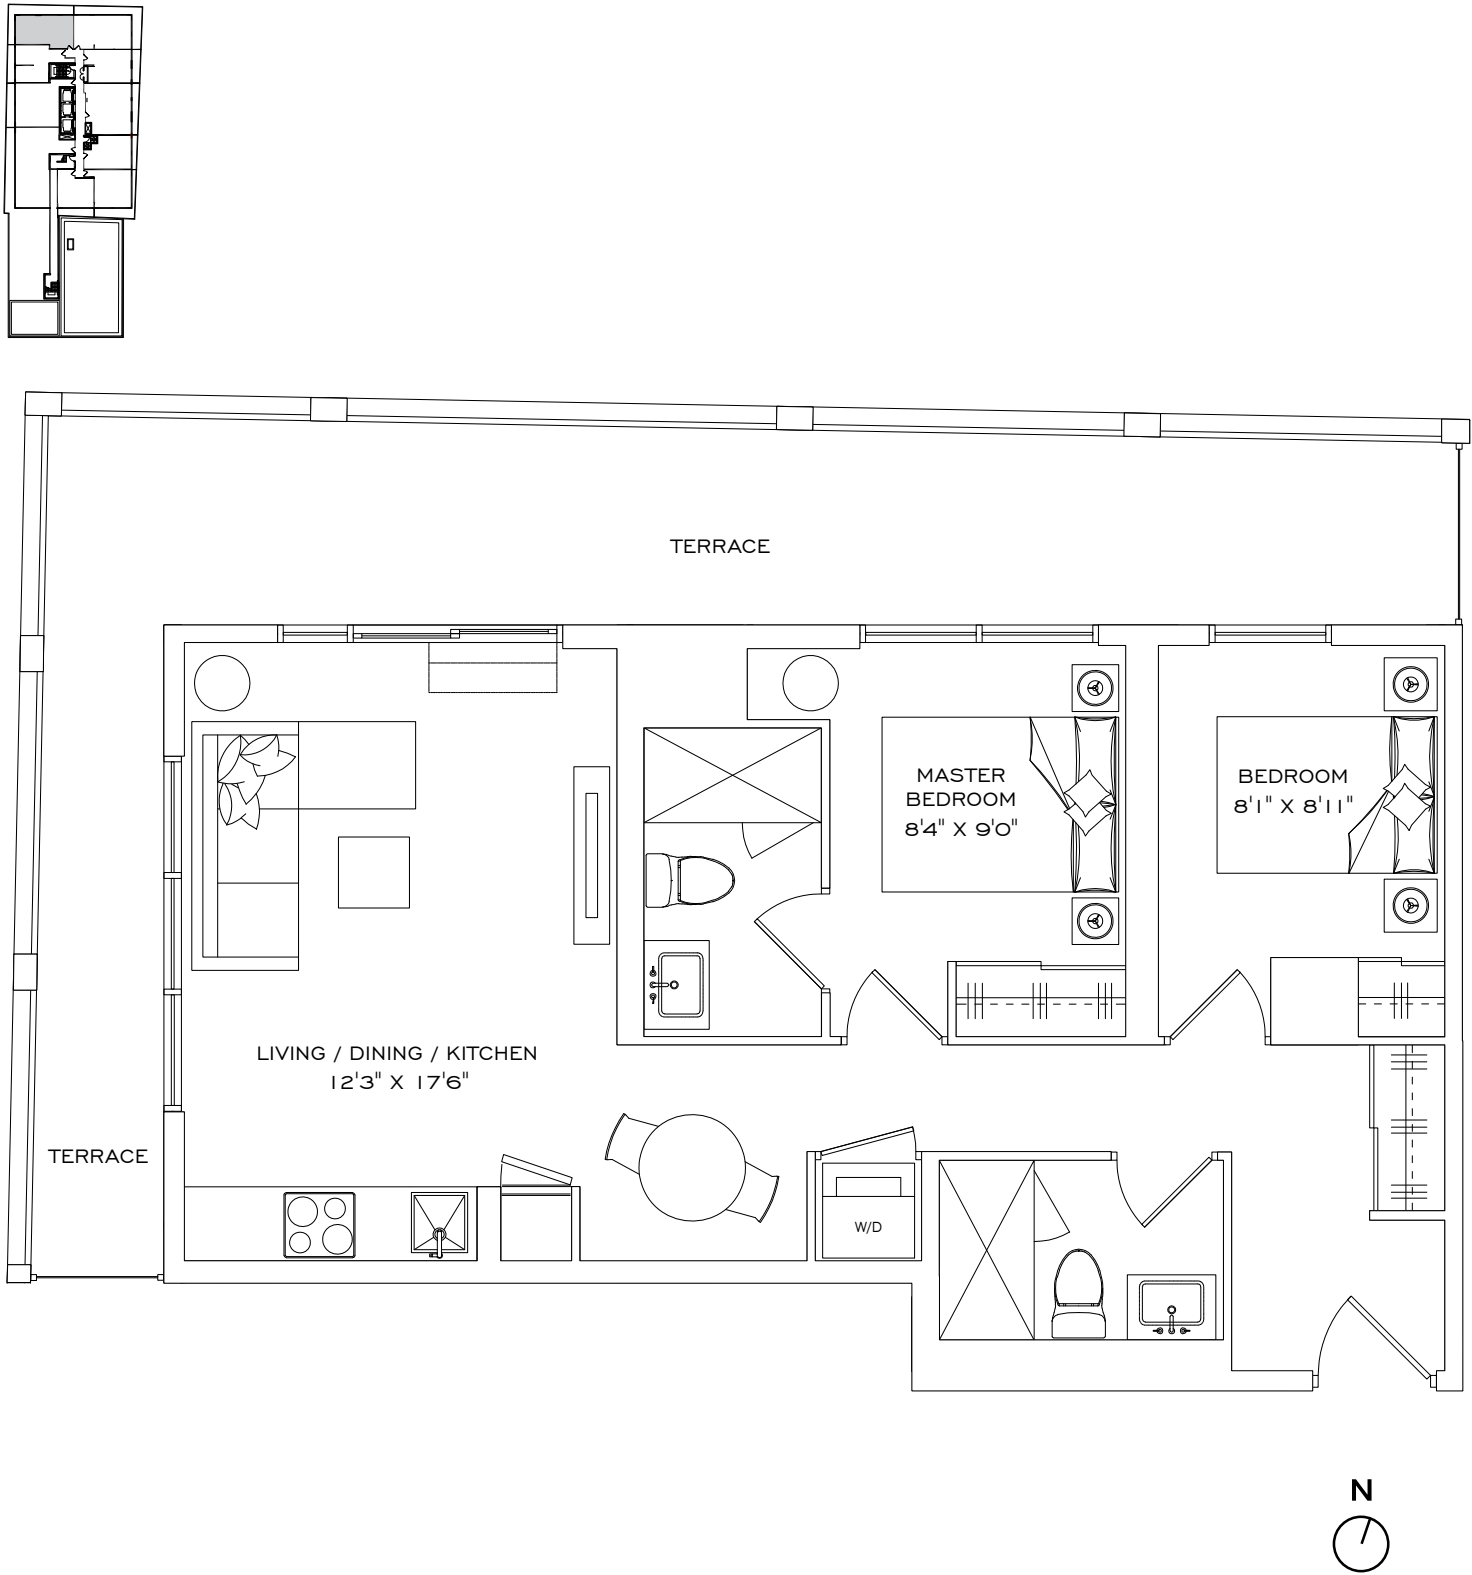 TERRACE
MASTER
BEDROOM
8'4" X 9'0"
BEDROOM
8'1" X 8'11"
LIVING / DINING / KITCHEN
12'3" X 17'6"
TERRACE
W/D
N